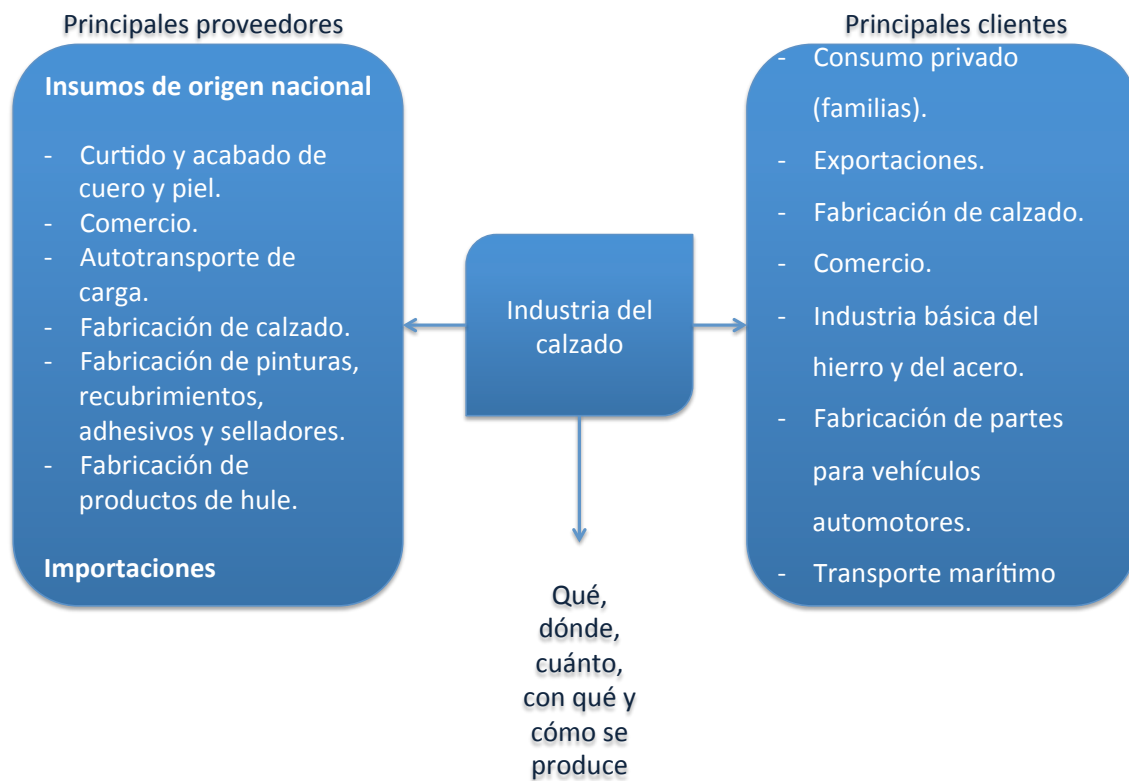 Principales proveedores
Insumos de origen nacional
- Curtido y acabado de
cuero y piel.
- Comercio.
- Autotransporte de
carga.
- Fabricación de calzado.
- Fabricación de pinturas,
recubrimientos,
adhesivos y selladores.
- Fabricación de
productos de hule.
Importaciones
Industria del
calzado
Qué,
dónde,
cuánto,
con qué y
cómo se
produce
Principales clientes
- Consumo privado
(familias).
- Exportaciones.
- Fabricación de calzado.
- Comercio.
- Industria básica del
hierro y del acero.
- Fabricación de partes
para vehículos
automotores.
- Transporte marítimo